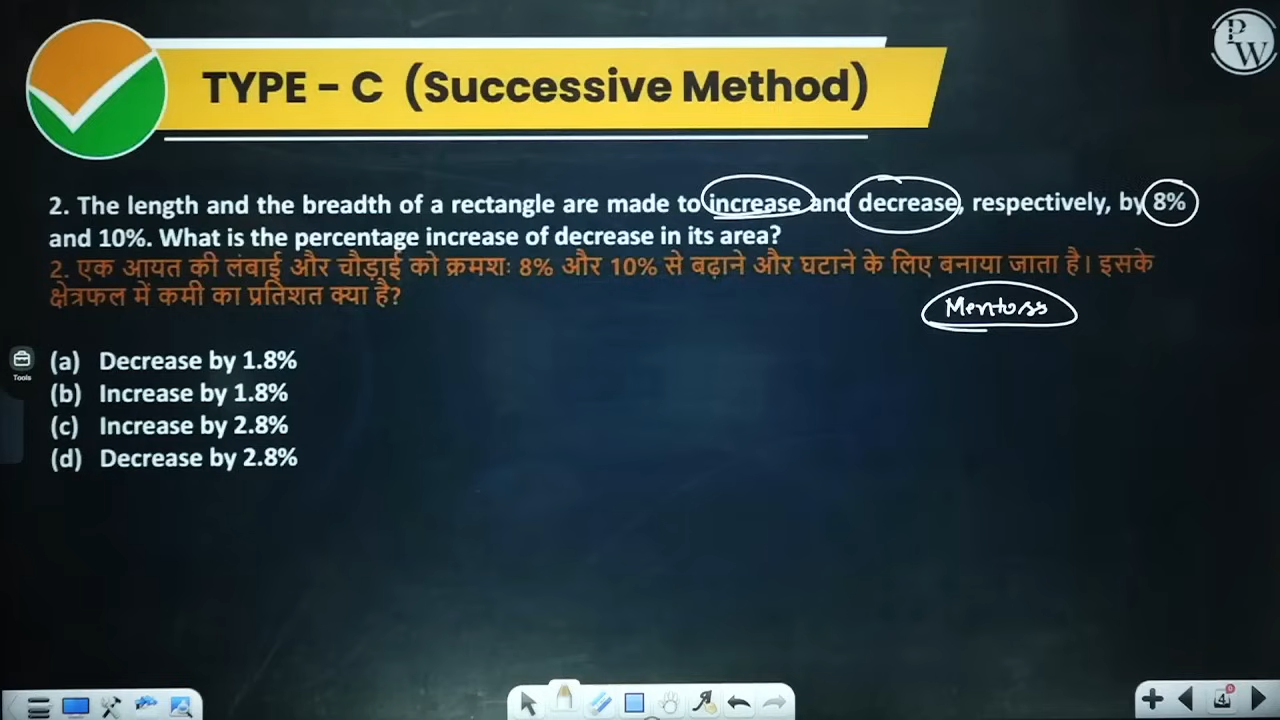 TYPE - C (Successive Method)
PW
2. The length and the breadth of a rectangle are made to increase and decrease, respectively, by 8%
and 10%. What is the percentage increase of decrease in its area?
2. एक आयत की लंबाई और चौड़ाई को क्रमशः 8% और 10% से बढ़ाने और घटाने के लिए बनाया जाता है। इसके
क्षेत्रफल में कमी का प्रतिशत क्या है?
(a) Decrease by 1.8%
(b) Increase by 1.8%
(c) Increase by 2.8%
(d) Decrease by 2.8%
Tools
4